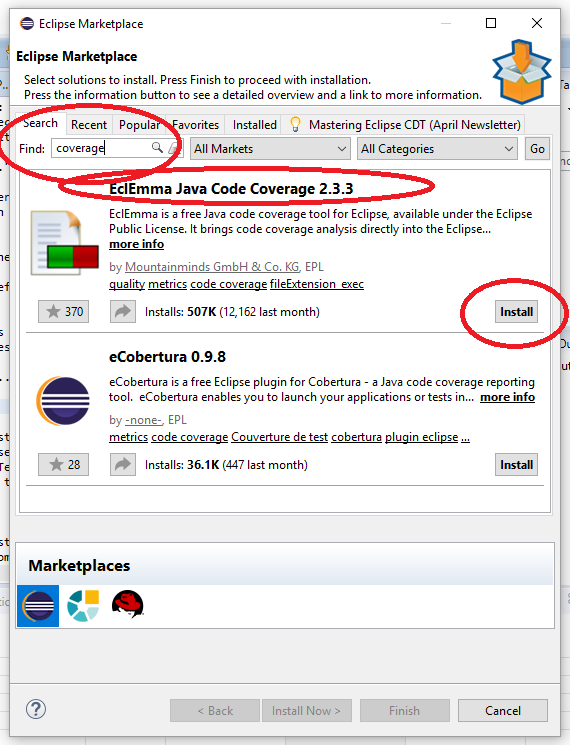 Eclipse Marketplace
Eclipse Marketplace
Select solutions to install. Press Finish to proceed with installation.
Press the information button to see a detailed overview and a link to more information.
Search Recent Popular Favorites Installed Mastering Eclipse CDT (April Newsletter)
Find: coverage All Markets All Categories Go
EclEmma Java Code Coverage 2.3.3
EclEmma is a free Java code coverage tool for Eclipse, available under the Eclipse
Public License. It brings code coverage analysis directly into the Eclipse...
more info
by Mountainminds GmbH & Co. KG, EPL
quality metrics code coverage fileExtension_exec
370 Installs: 507K (12,162 last month) Install
eCobertura 0.9.8
eCobertura is a free Eclipse plugin for Cobertura - a Java code coverage reporting
tool. eCobertura enables you to launch your applications or tests in... more info
by -none-, EPL
metrics code coverage Couverture de test cobertura plugin eclipse ...
28 Installs: 36.1K (447 last month) Install
Marketplaces
? < Back Install Now > Finish Cancel